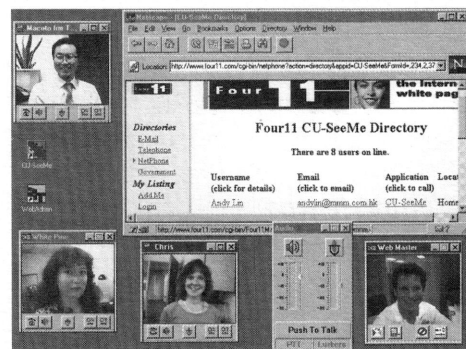 Netscape - [CU-SeeMe Directory]
File Edit View Go Bookmarks Options Directory Window Help
Location: http://www.four11.com/cgi-bin/netphone?action=directory&appid=CU-SeeMe&FormId=,234,2,37
Four 11
the Intern
white pag
Directories
E-Mail
Telephone
NetPhone
Government
My Listing
Add Me
Login
Four11 CU-SeeMe Directory
There are 8 users on line.
Username
(click for details)
Email
(click to email)
Application
(click to call)
Locat
Andy Lin
andylin@mmm.com.hk
CU-SeeMe
Home
CU-SeeMe
WebAdmin
White Pine
Chris
Audio
Push To Talk
PTT
Lurkers
Web Master